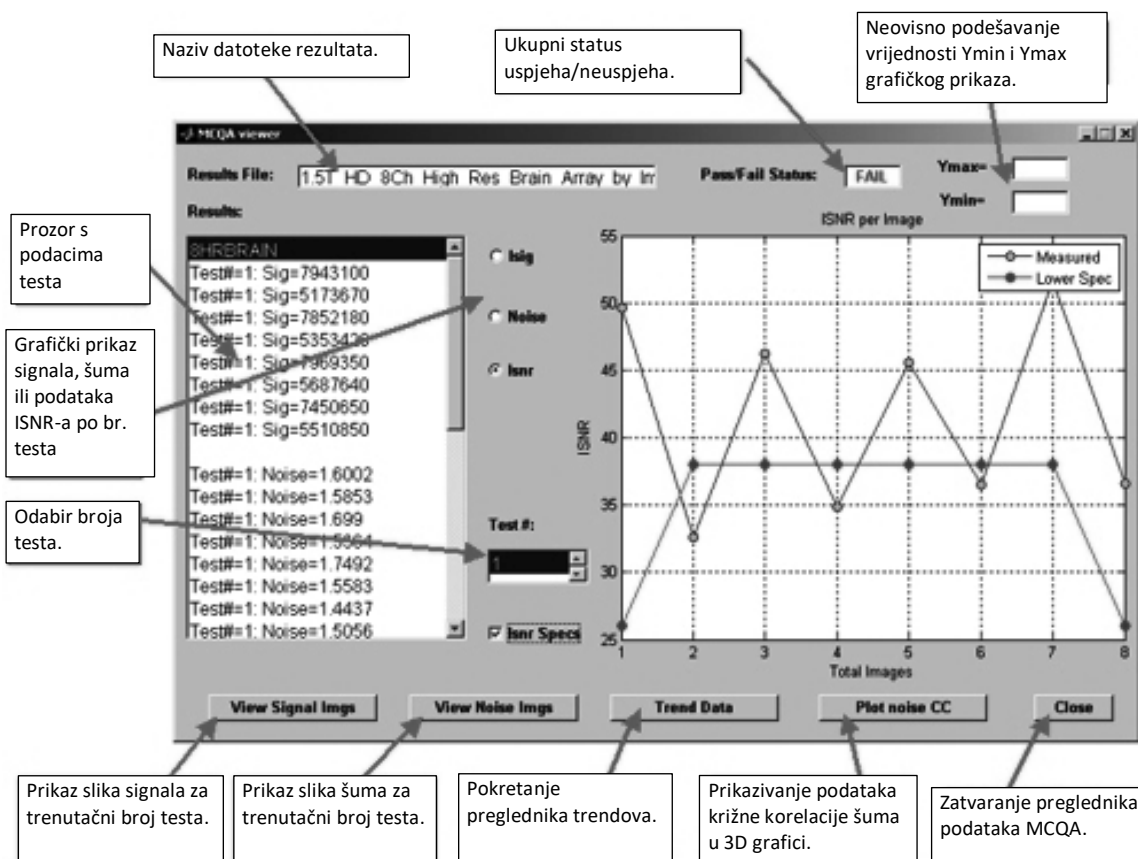 Naziv datoteke rezultata.
Ukupni status
uspjeha/neuspjeha.
Neovisno podešavanje
vrijednosti Ymin i Ymax
grafičkog prikaza.
MCQA viewer
Results File:
1.5T HD 8Ch High Res Brain Array by Im
Pass/Fail Status:
FAIL
Ymax=
Ymin=
Results:
Prozor s
podacima
testa
Grafički prikaz
signala, šuma
ili podataka
ISNR-a po br.
testa
Odabir broja
testa.
8HRBRAIN
Test#=1: Sig=7943100
Test#=1: Sig=5173670
Test#=1: Sig=7852180
Test#=1: Sig=5353420
Test#=1: Sig=7969350
Test#=1: Sig=5687640
Test#=1: Sig=7450650
Test#=1: Sig=5510850
Test#=1: Noise=1.6002
Test#=1: Noise=1.5853
Test#=1: Noise=1.699
Test#=1:
Test#=1: Noise=1.7492
Test#=1: Noise=1.5583
Test#=1: Noise=1.4437
Test#=1: Noise=1.5056
Isig
Noise
Isnr
Test #:
1
Isnr Specs
ISNR per Image
Measured
Lower Spec
55
50
45
40
35
30
25
ISNR
1 2 3 4 5 6 7 8
Total Images
View Signal Imgs
View Noise Imgs
Trend Data
Plot noise CC
Close
Prikaz slika signala za
trenutačni broj testa.
Prikaz slika šuma za
trenutačni broj testa.
Pokretanje
preglednika trendova.
Prikazivanje podataka
križne korelacije šuma
u 3D grafici.
Zatvaranje preglednika
podataka MCQA.